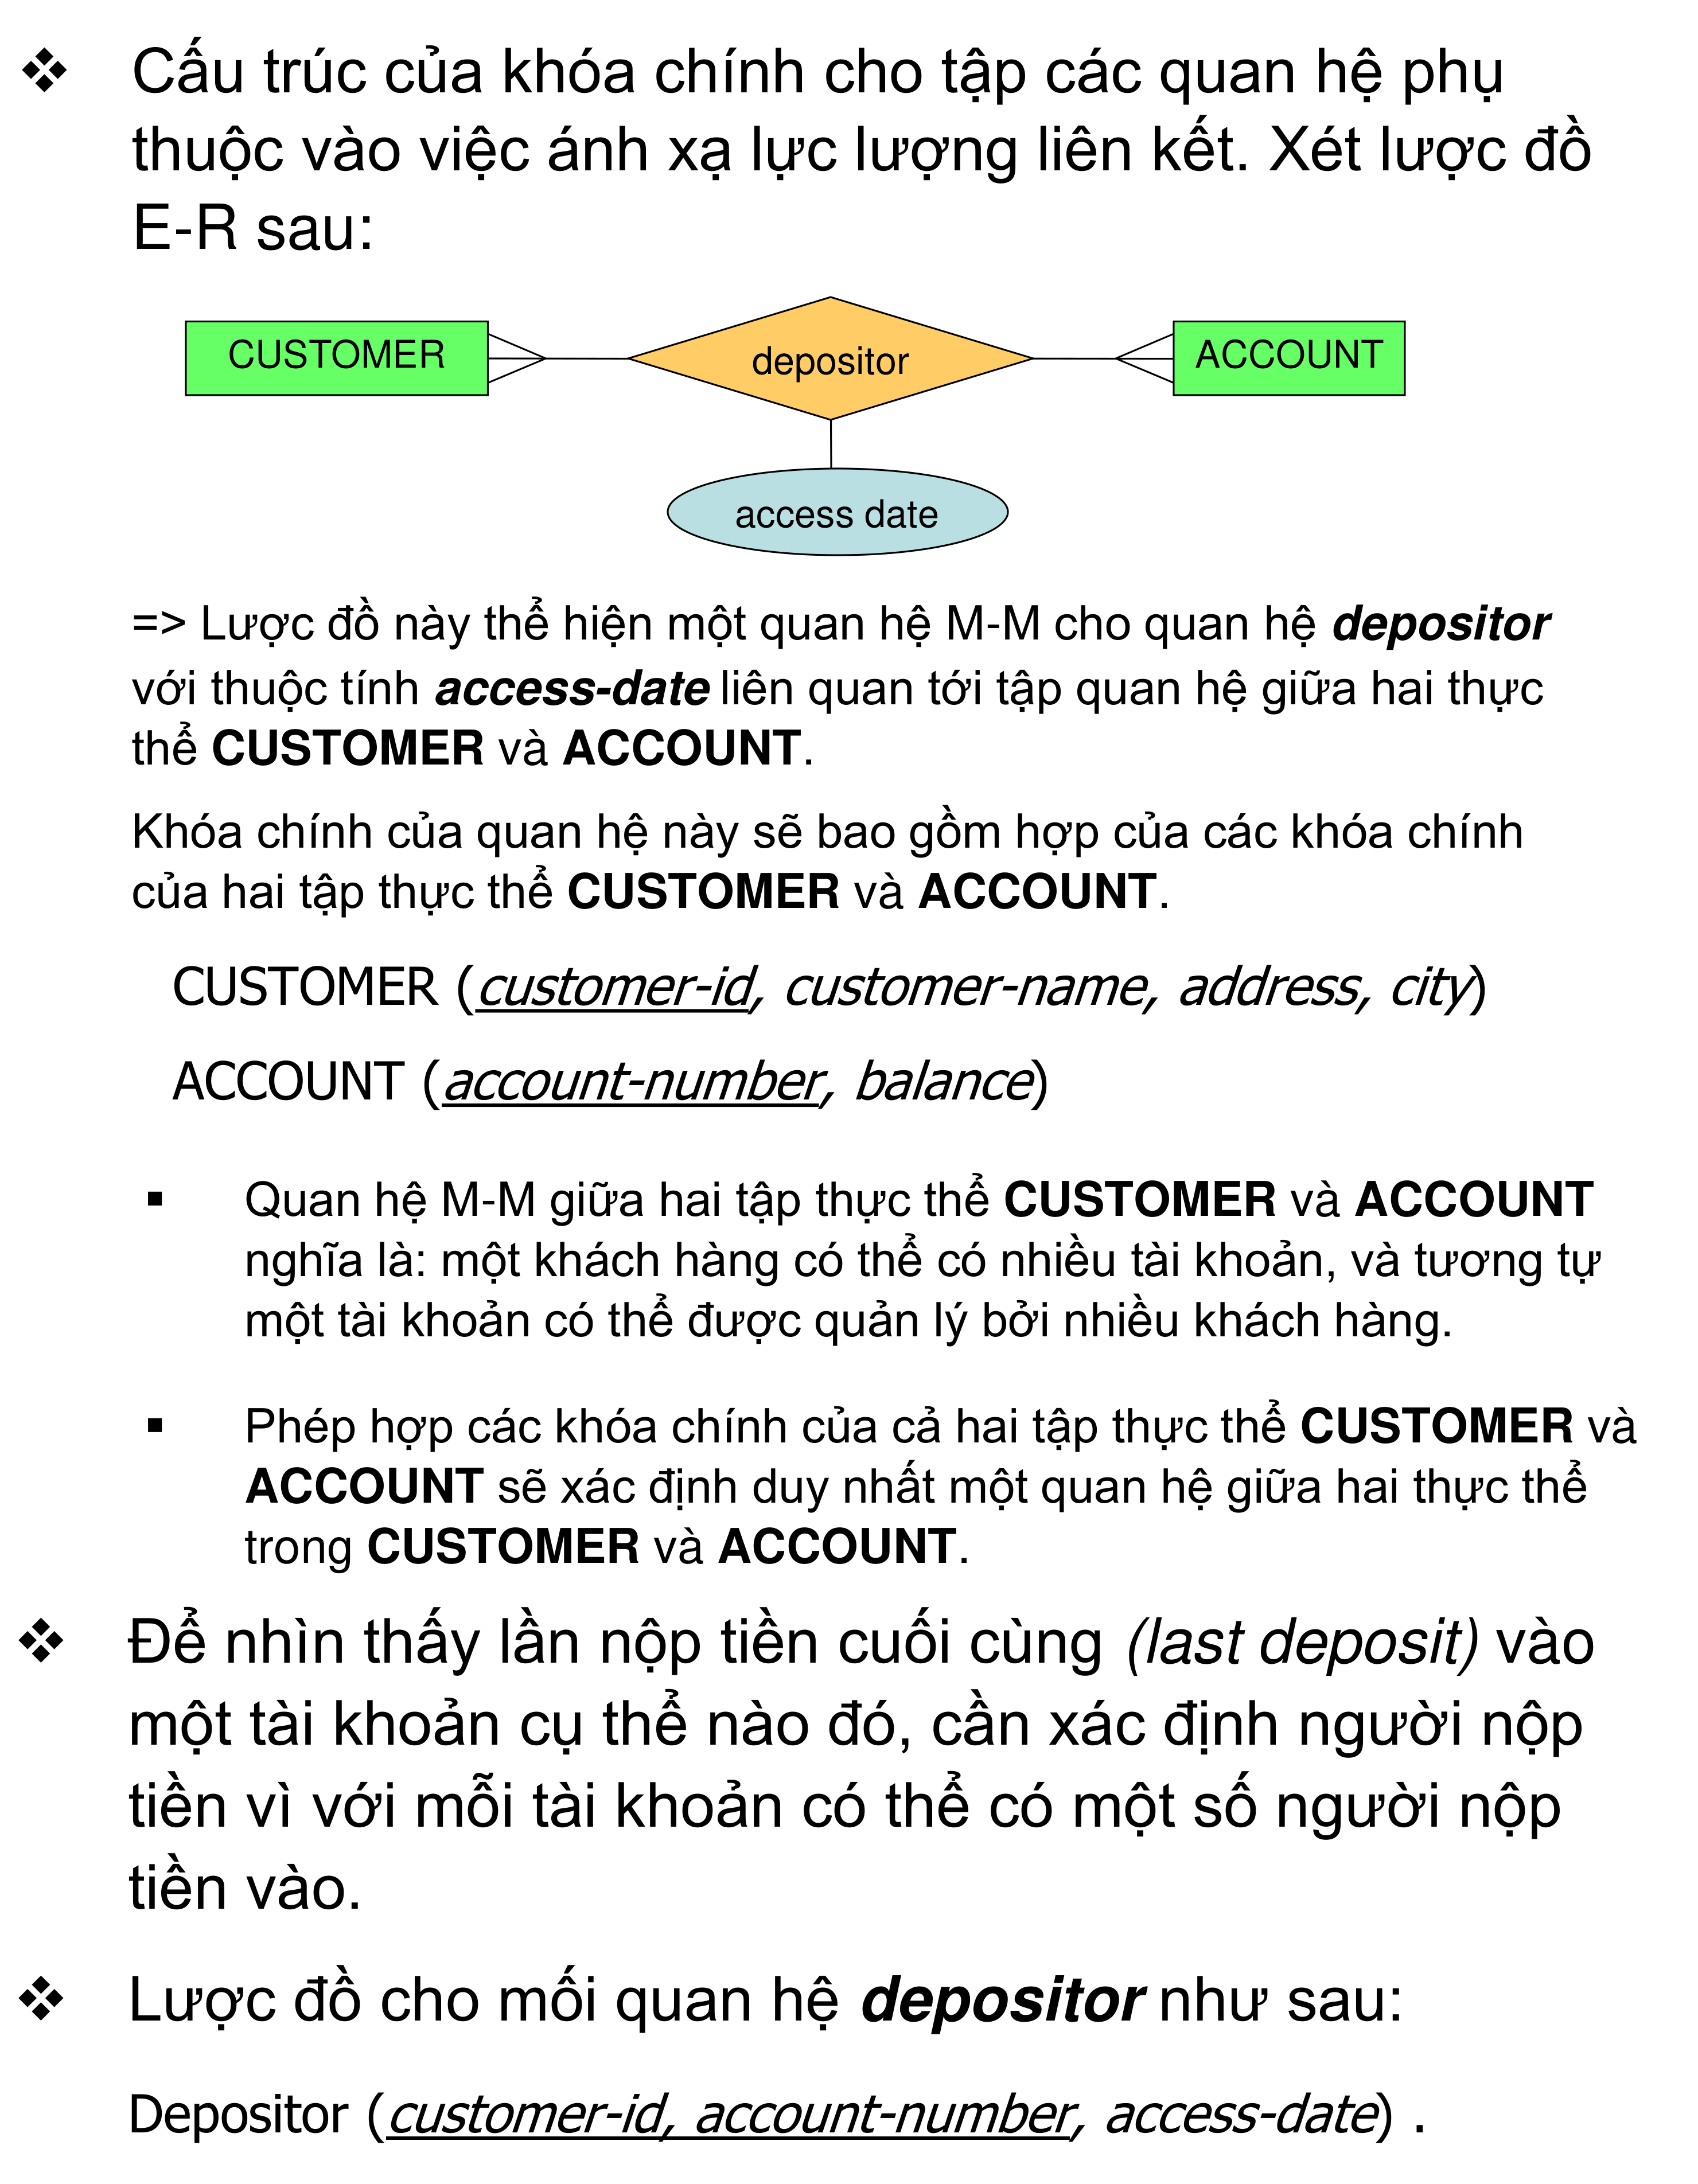 ❖ Cấu trúc của khóa chính cho tập các quan hệ phụ
thuộc vào việc ánh xạ lực lượng liên kết. Xét lược đồ
E-R sau:
CUSTOMER depositor ACCOUNT
access date
=> Lược đồ này thể hiện một quan hệ M-M cho quan hệ depositor
với thuộc tính access-date liên quan tới tập quan hệ giữa hai thực
thể CUSTOMER và ACCOUNT.
Khóa chính của quan hệ này sẽ bao gồm hợp của các khóa chính
của hai tập thực thể CUSTOMER và ACCOUNT.
CUSTOMER (customer-id, customer-name, address, city)
ACCOUNT (account-number, balance)
▪ Quan hệ M-M giữa hai tập thực thể CUSTOMER và ACCOUNT
nghĩa là: một khách hàng có thể có nhiều tài khoản, và tương tự
một tài khoản có thể được quản lý bởi nhiều khách hàng.
▪ Phép hợp các khóa chính của cả hai tập thực thể CUSTOMER và
ACCOUNT sẽ xác định duy nhất một quan hệ giữa hai thực thể
trong CUSTOMER và ACCOUNT.
❖ Để nhìn thấy lần nộp tiền cuối cùng (last deposit) vào
một tài khoản cụ thể nào đó, cần xác định người nộp
tiền vì với mỗi tài khoản có thể có một số người nộp
tiền vào.
❖ Lược đồ cho mối quan hệ depositor như sau:
Depositor (customer-id, account-number, access-date) .